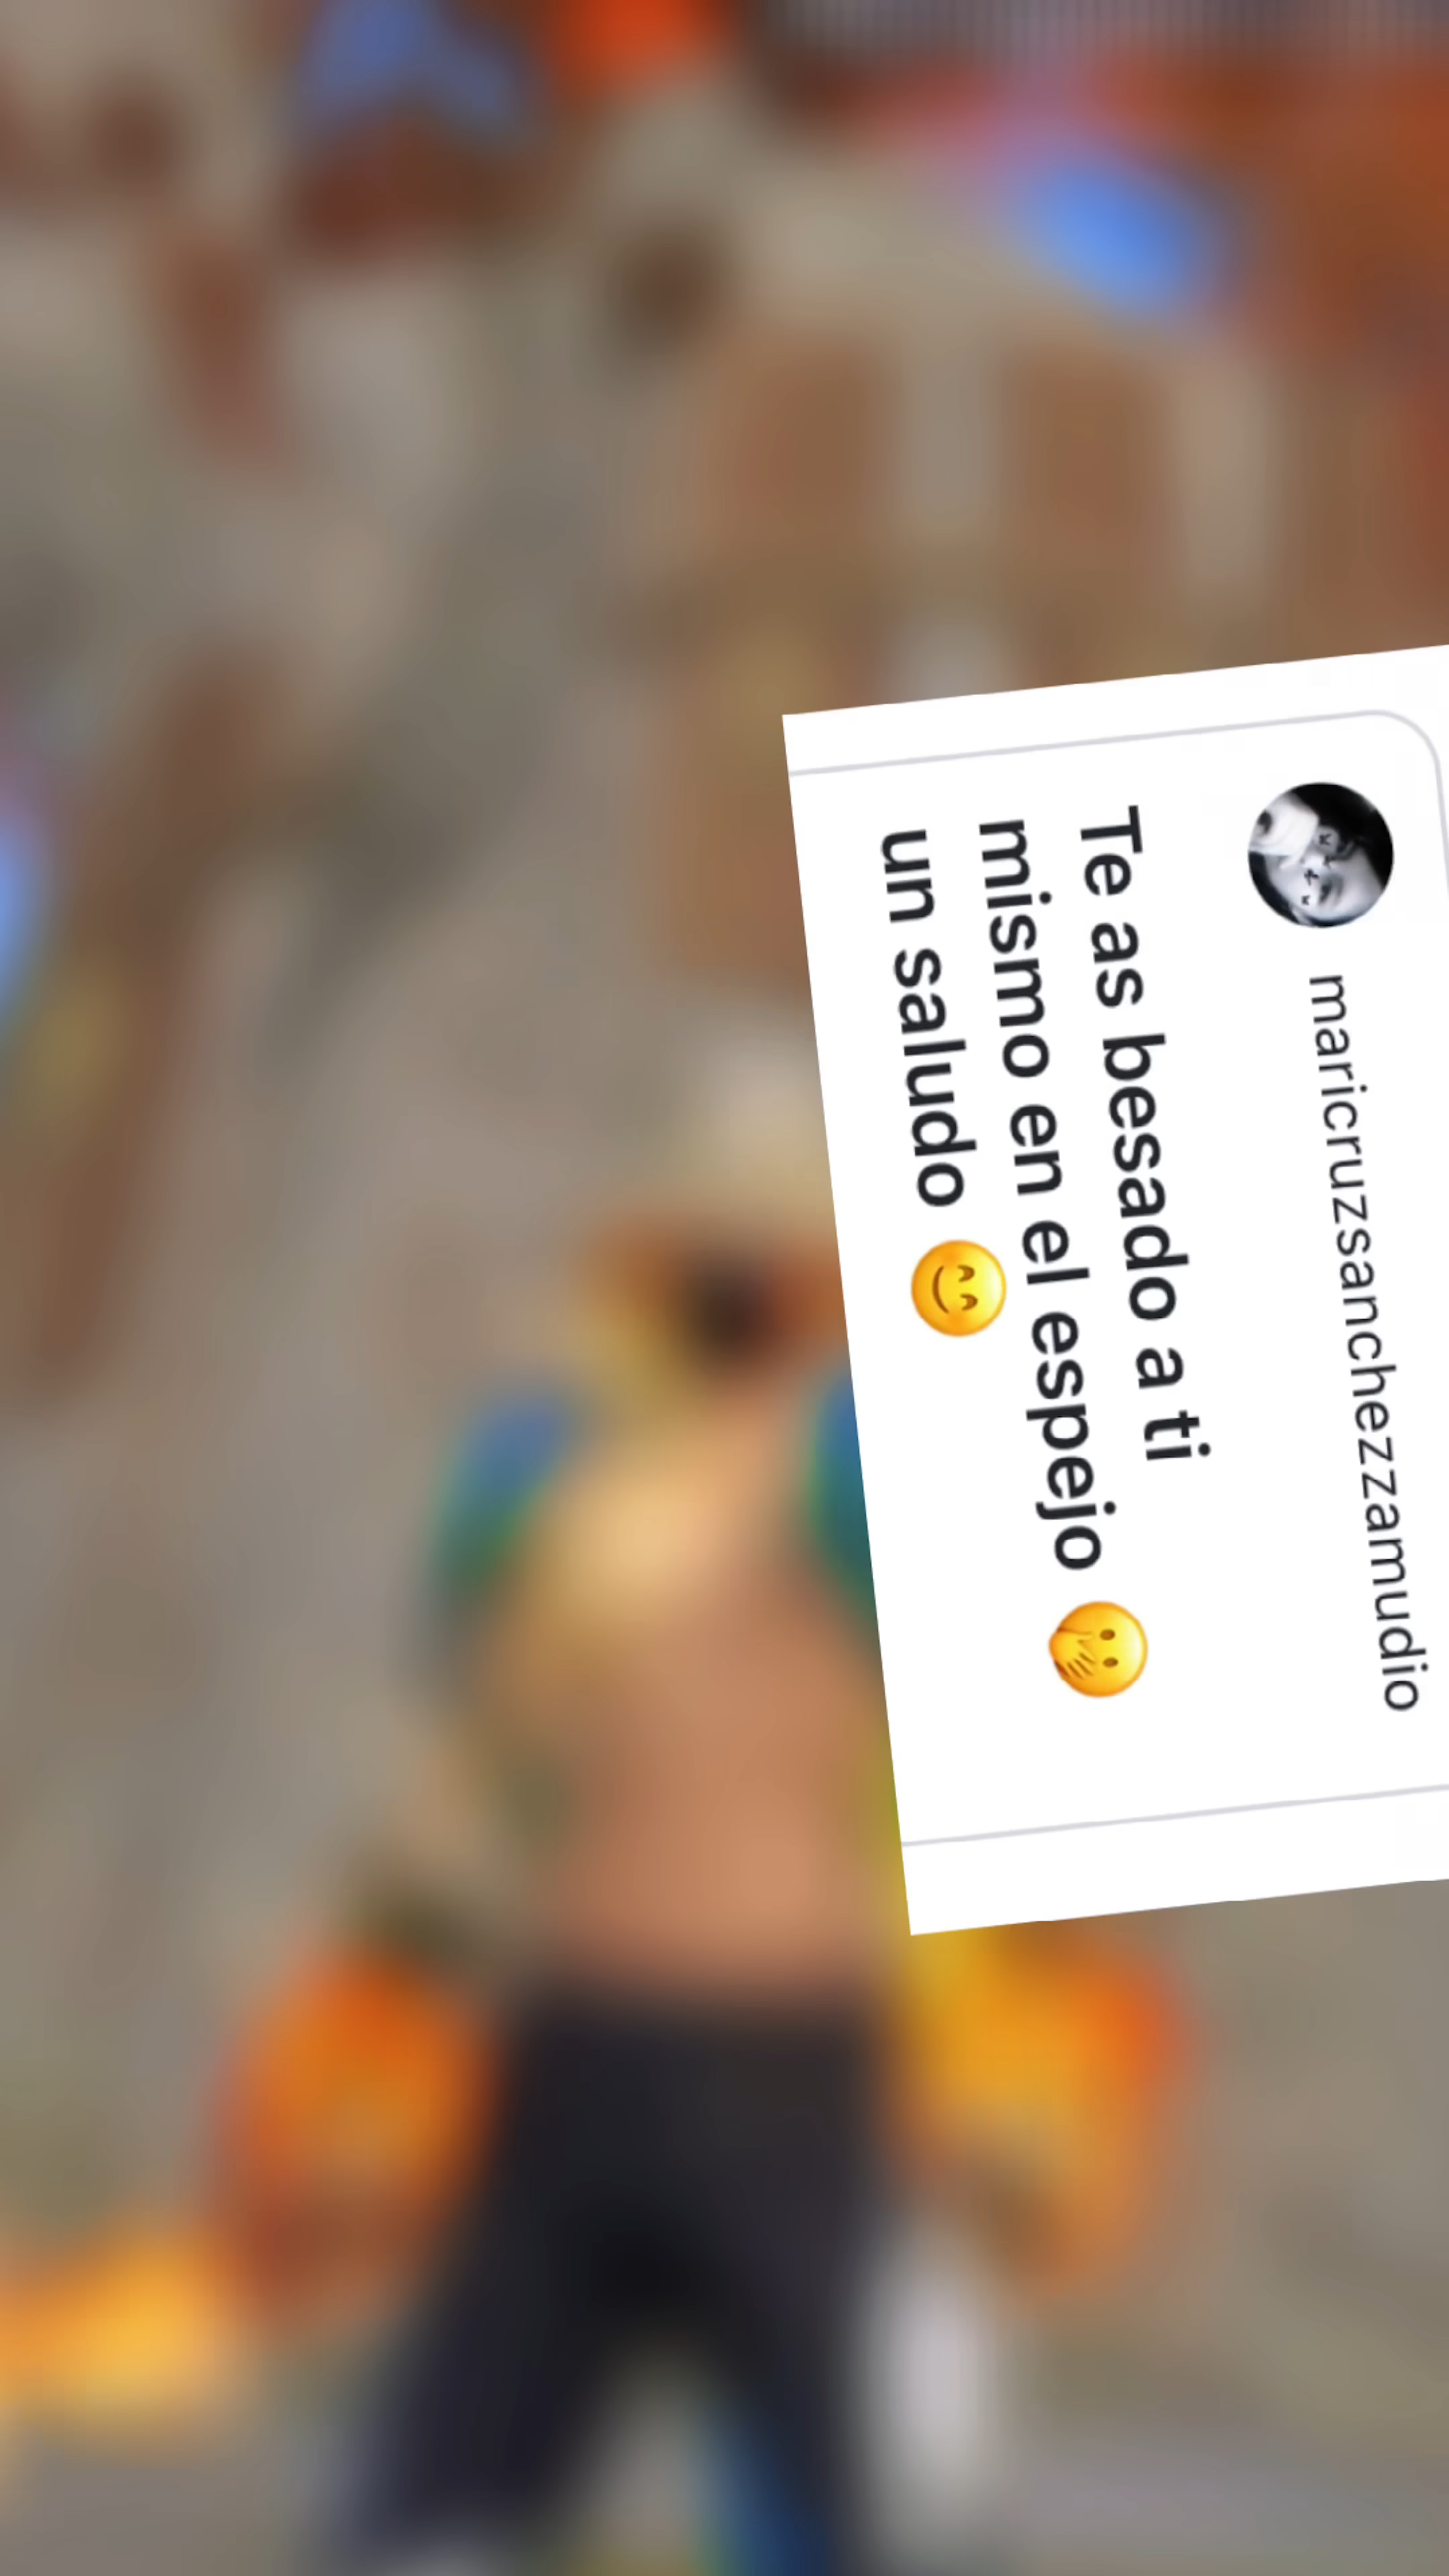 maricruzsanchezzamudio
Te as besado a ti
mismo en el espejo 🤭
un saludo 😊